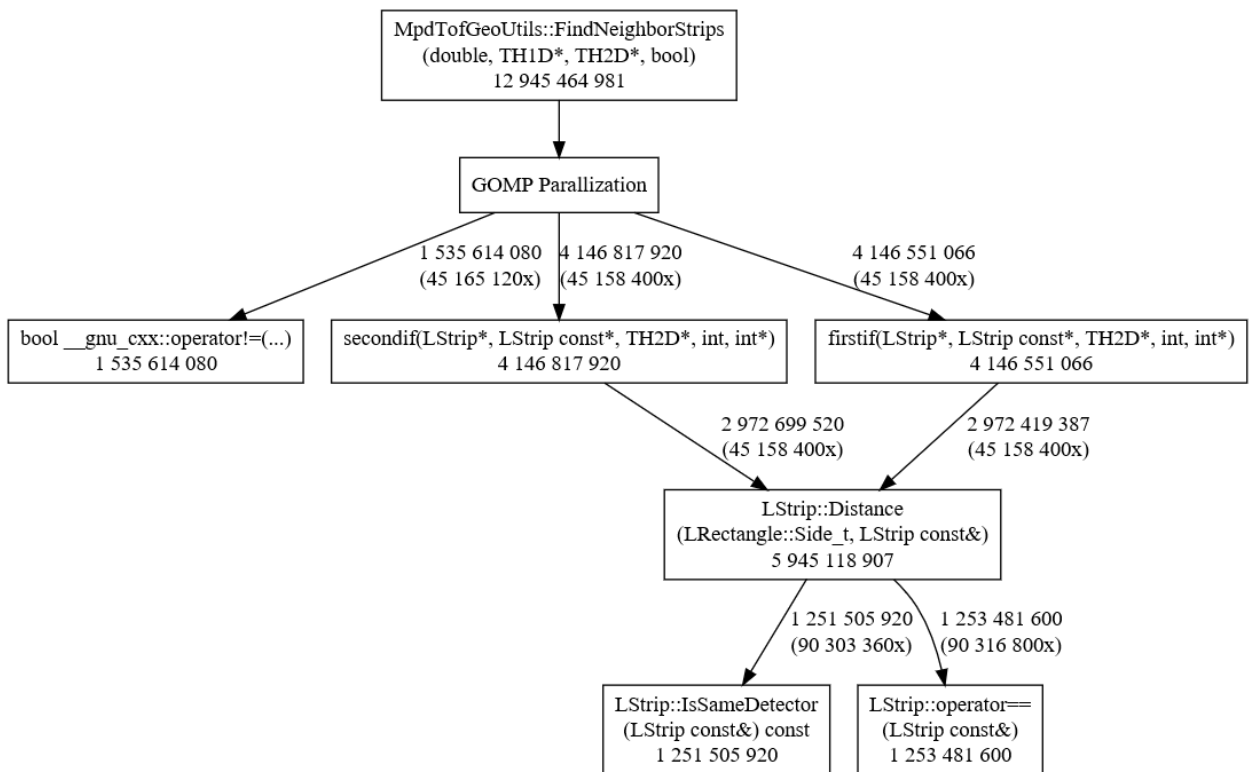 MpdTofGeoUtils::FindNeighborStrips
(double, TH1D*, TH2D*, bool)
12 945 464 981
GOMP Parallization
1 535 614 080
(45 165 120x)
4 146 817 920
(45 158 400x)
4 146 551 066
(45 158 400x)
bool __gnu_cxx::operator!=(...)
1 535 614 080
secondif(LStrip*, LStrip const*, TH2D*, int, int*)
4 146 817 920
firstif(LStrip*, LStrip const*, TH2D*, int, int*)
4 146 551 066
2 972 699 520
(45 158 400x)
2 972 419 387
(45 158 400x)
LStrip::Distance
(LRectangle::Side_t, LStrip const&)
5 945 118 907
1 251 505 920
(90 303 360x)
1 253 481 600
(90 316 800x)
LStrip::IsSameDetector
(LStrip const&) const
1 251 505 920
LStrip::operator==
(LStrip const&)
1 253 481 600